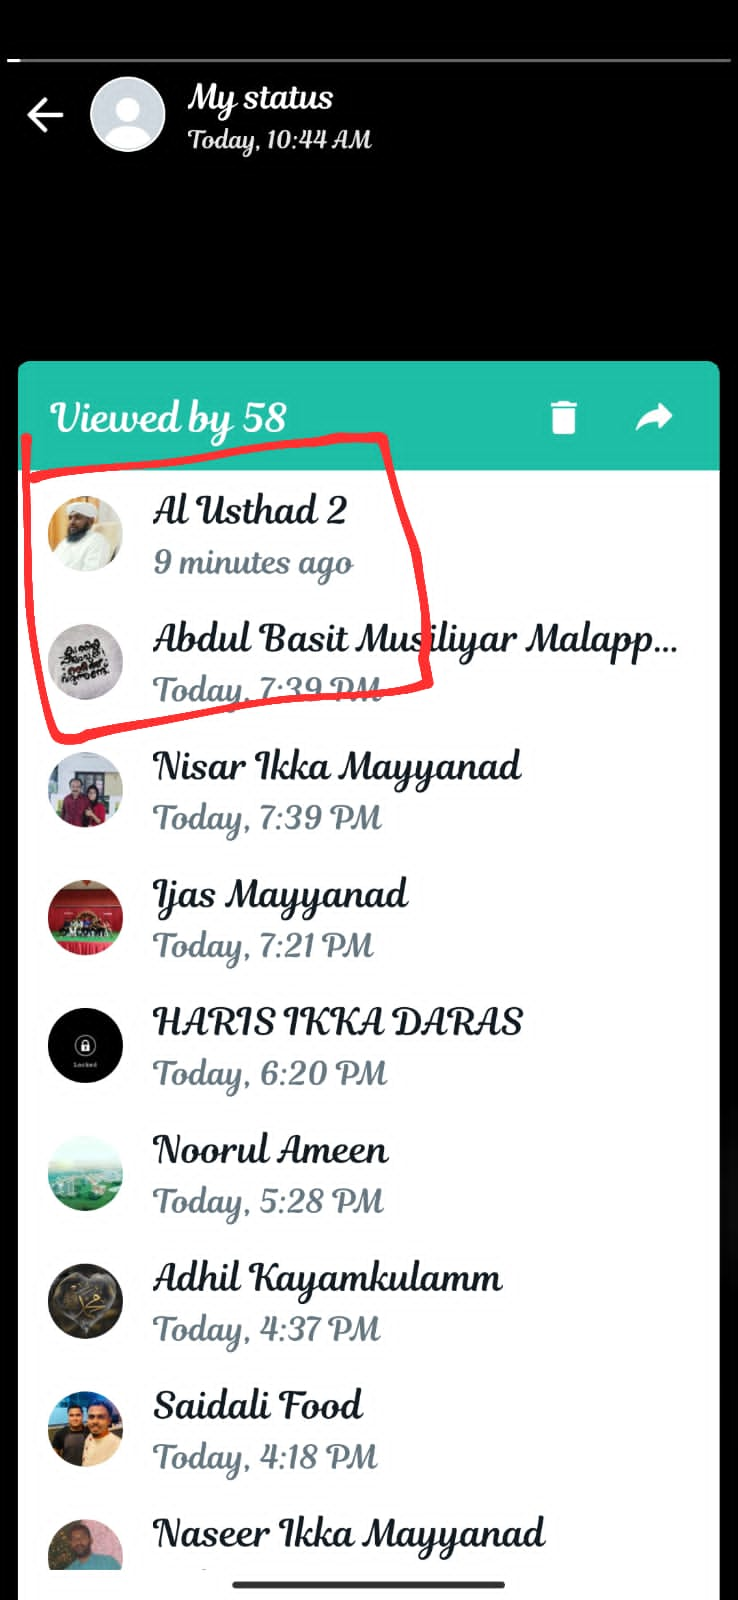 My status
Today, 10:44 AM
Viewed by 58
Al Usthad 2
9 minutes ago
Abdul Basit Musiliyar Malapp...
Today, 7:39 PM
Nisar Ikka Mayyanad
Today, 7:39 PM
Ijas Mayyanad
Today, 7:21 PM
HARIS IKKA DARAS
Locked
Today, 6:20 PM
Noorul Ameen
Today, 5:28 PM
Adhil Kayamkulamm
Today, 4:37 PM
Saidali Food
Today, 4:18 PM
Naseer Ikka Mayyanad